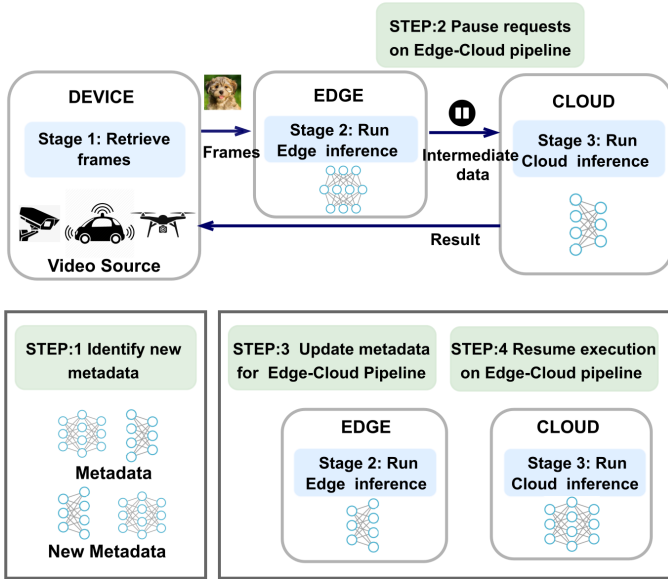 STEP:2 Pause requests
on Edge-Cloud pipeline
DEVICE
Stage 1: Retrieve
frames
Video Source
Frames
EDGE
Stage 2: Run
Edge inference
Intermediate
data
CLOUD
Stage 3: Run
Cloud inference
Result
STEP:1 Identify new
metadata
Metadata
New Metadata
STEP:3 Update metadata
for Edge-Cloud Pipeline
STEP:4 Resume execution
on Edge-Cloud pipeline
EDGE
Stage 2: Run
Edge inference
CLOUD
Stage 3: Run
Cloud inference